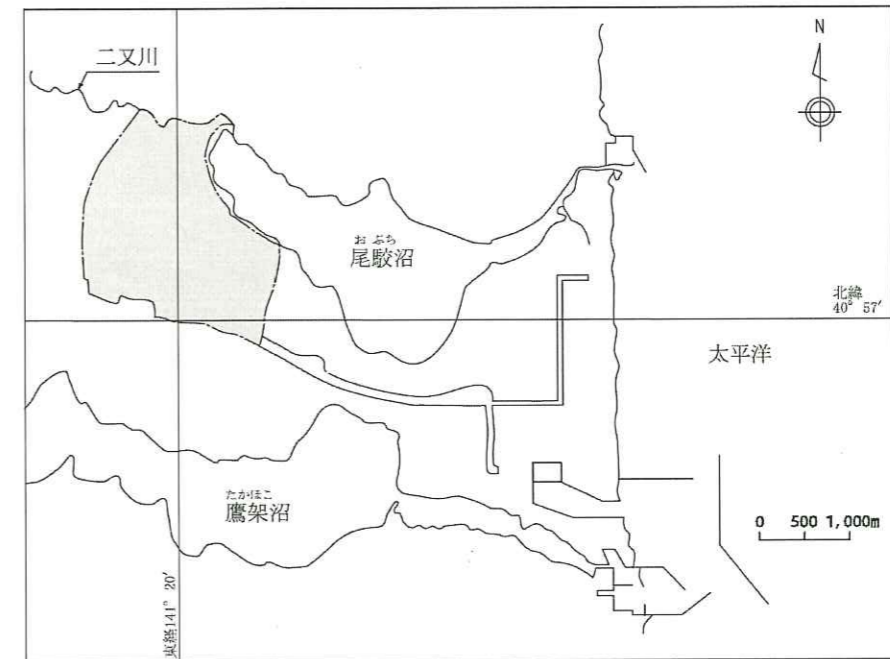 二又川
N
おぶち
尾駮沼
北緯
40° 57′
太平洋
たかほこ
鷹架沼
0 500 1,000m
東経141° 20′